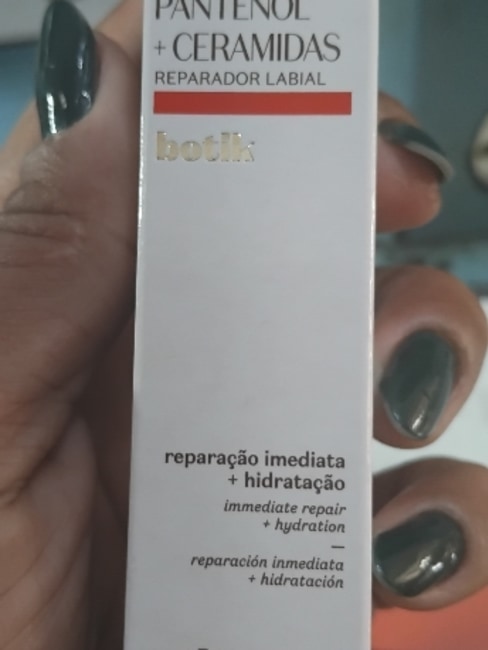 PANTENOL
+ CERAMIDAS
REPARADOR LABIAL
botik
reparação imediata
+ hidratação
immediate repair
+ hydration
reparación inmediata
+ hidratación